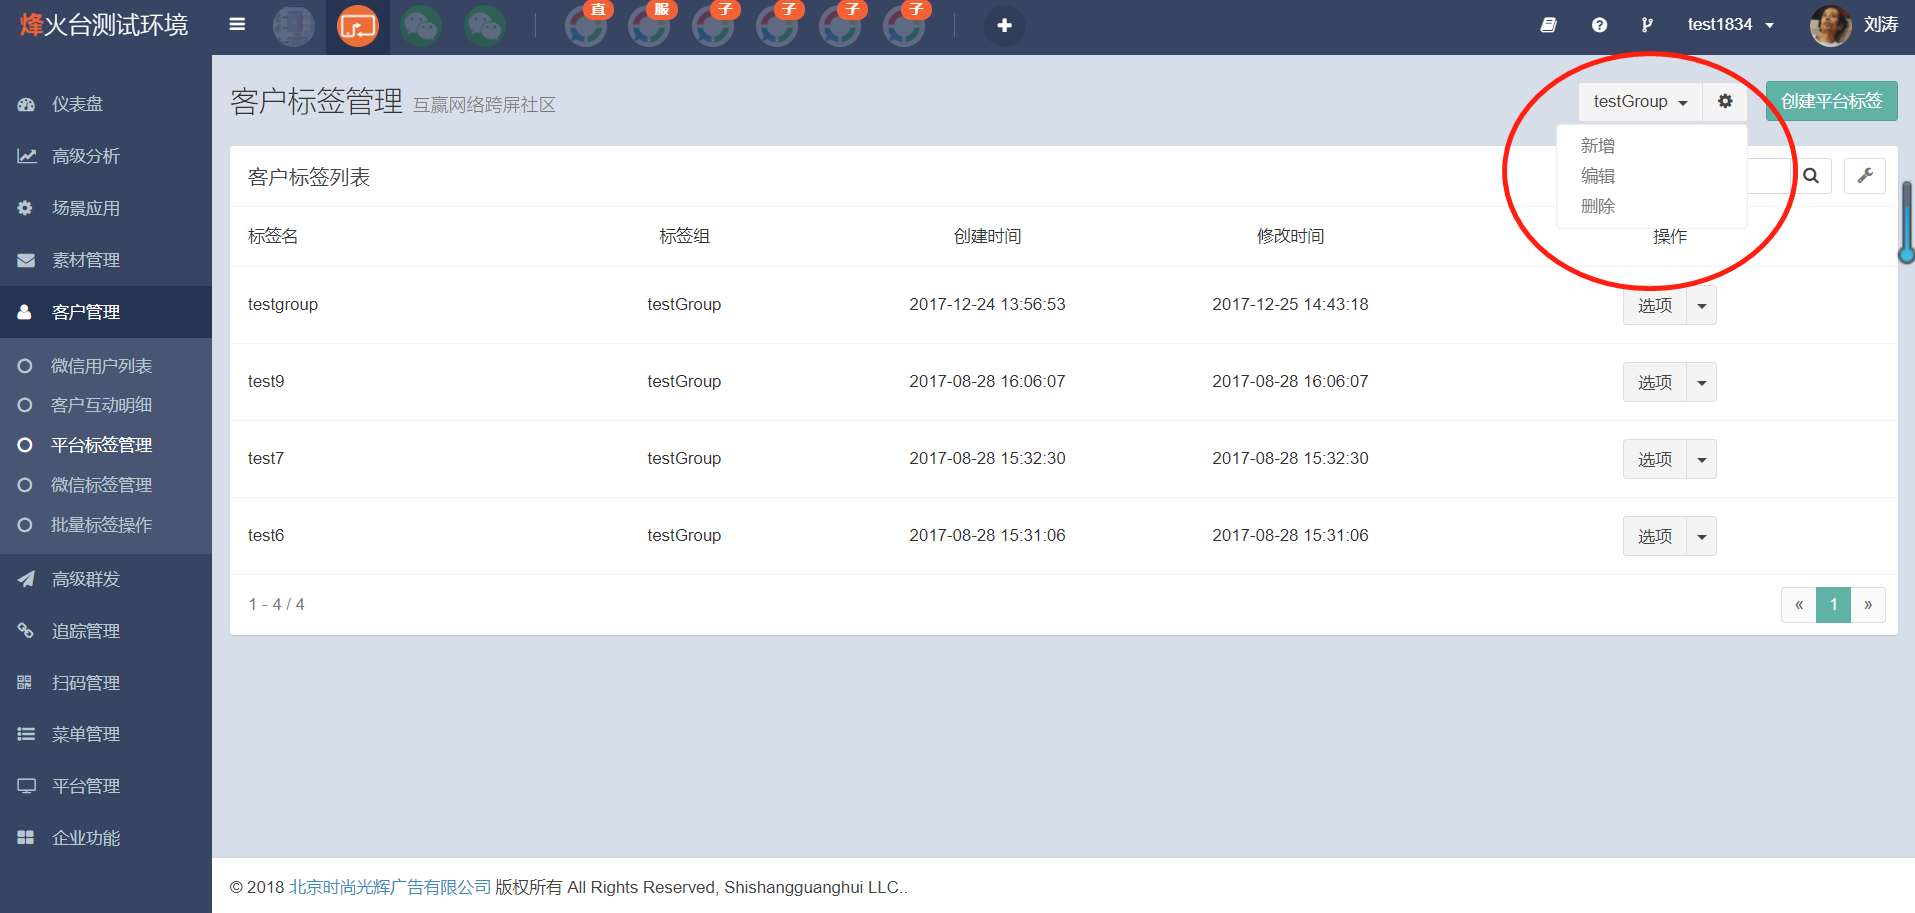 烽火台测试环境
直
服
子
子
子
子
test1834
刘涛
仪表盘
高级分析
场景应用
素材管理
客户管理
微信用户列表
客户互动明细
平台标签管理
微信标签管理
批量标签操作
高级群发
追踪管理
扫码管理
菜单管理
平台管理
企业功能
客户标签管理 互赢网络跨屏社区
testGroup
创建平台标签
新增
编辑
删除
客户标签列表
标签名 标签组 创建时间 修改时间 操作
testgroup testGroup 2017-12-24 13:56:53 2017-12-25 14:43:18 选项
test9 testGroup 2017-08-28 16:06:07 2017-08-28 16:06:07 选项
test7 testGroup 2017-08-28 15:32:30 2017-08-28 15:32:30 选项
test6 testGroup 2017-08-28 15:31:06 2017-08-28 15:31:06 选项
1 - 4 / 4
« 1 »
© 2018 北京时尚光辉广告有限公司 版权所有 All Rights Reserved, Shishangguanghui LLC..